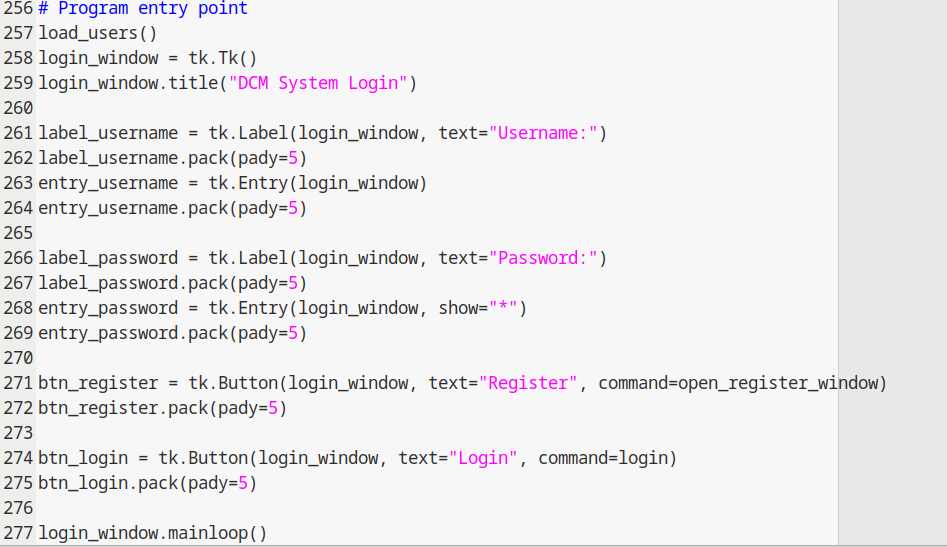 256 # Program entry point
257 load_users()
258 login_window = tk.Tk()
259 login_window.title("DCM System Login")
260
261 label_username = tk.Label(login_window, text="Username:")
262 label_username.pack(pady=5)
263 entry_username = tk.Entry(login_window)
264 entry_username.pack(pady=5)
265
266 label_password = tk.Label(login_window, text="Password:")
267 label_password.pack(pady=5)
268 entry_password = tk.Entry(login_window, show="*")
269 entry_password.pack(pady=5)
270
271 btn_register = tk.Button(login_window, text="Register", command=open_register_window)
272 btn_register.pack(pady=5)
273
274 btn_login = tk.Button(login_window, text="Login", command=login)
275 btn_login.pack(pady=5)
276
277 login_window.mainloop()